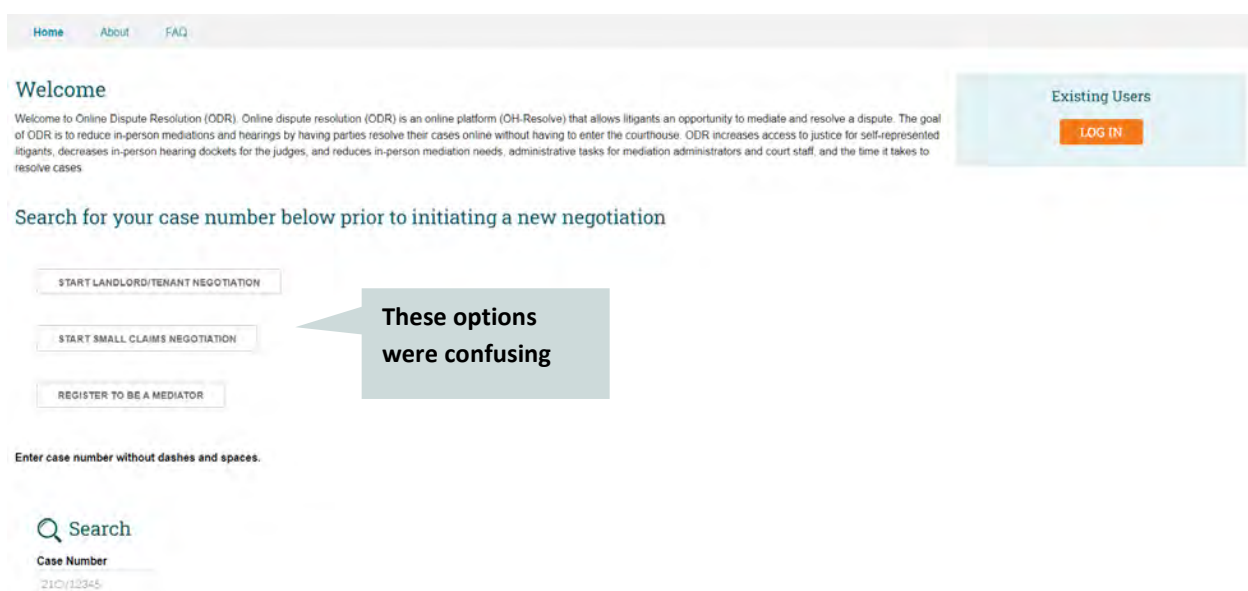 Home About FAQ
Welcome
Existing Users
Welcome to Online Dispute Resolution (ODR). Online dispute resolution (ODR) is an online platform (OH-Resolve) that allows litigants an opportunity to mediate and resolve a dispute. The goal
LOG IN
of ODR is to reduce in-person mediations and hearings by having parties resolve their cases online without having to enter the courthouse. ODR increases access to justice for self-represented
litigants, decreases in-person hearing dockets for the judges, and reduces in-person mediation needs, administrative tasks for mediation administrators and court staff, and the time it takes to
resolve cases
Search for your case number below prior to initiating a new negotiation
START LANDLORD/TENANT NEGOTIATION
These options
were confusing
START SMALL CLAIMS NEGOTIATION
REGISTER TO BE A MEDIATOR
Enter case number without dashes and spaces.
Search
Case Number